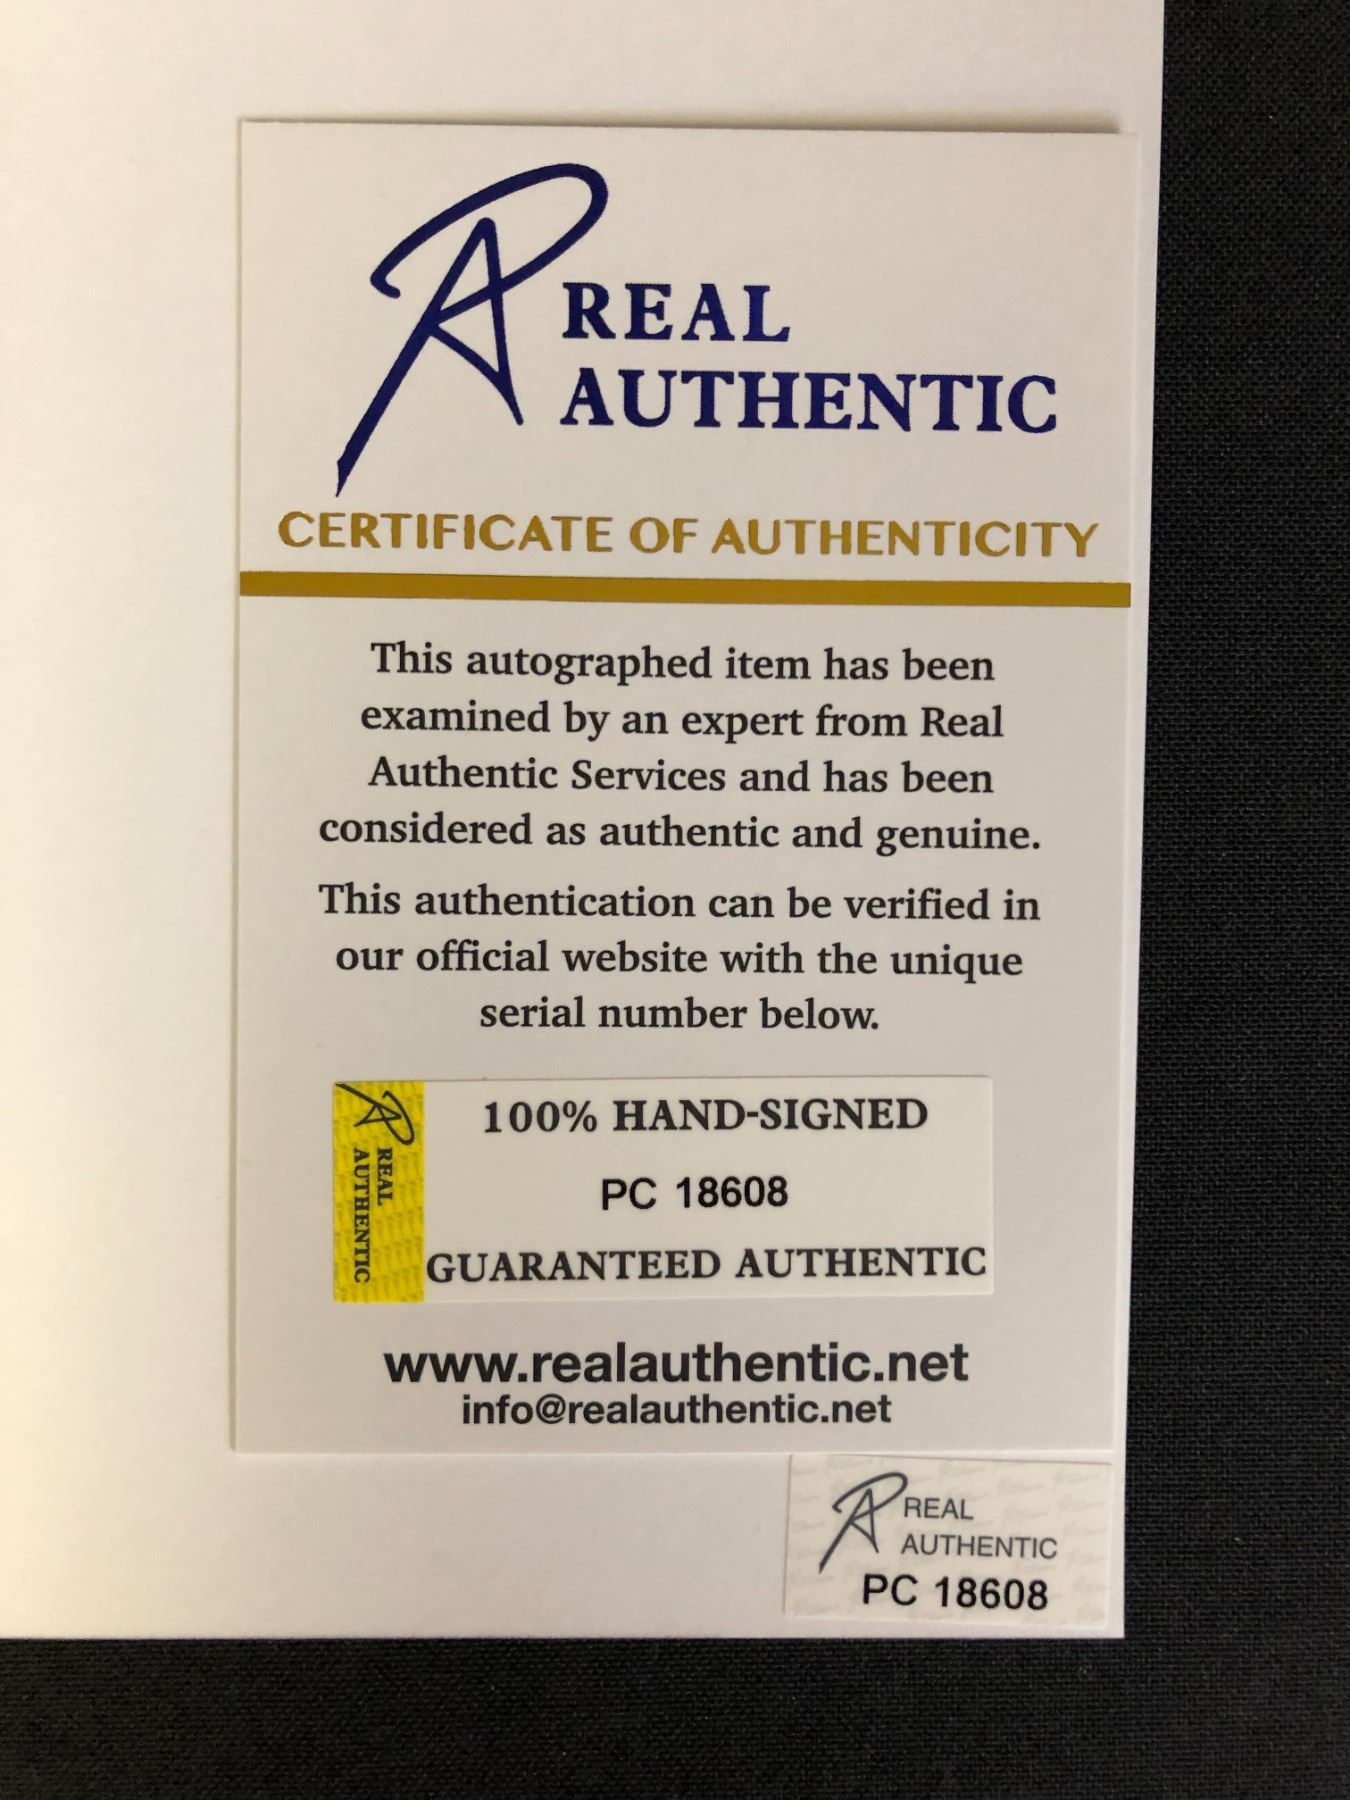 REAL
AUTHENTIC
CERTIFICATE OF AUTHENTICITY
This autographed item has been
examined by an expert from Real
Authentic Services and has been
considered as authentic and genuine.
This authentication can be verified in
our official website with the unique
serial number below.
REAL
AUTHENTIC
100% HAND-SIGNED
PC 18608
GUARANTEED AUTHENTIC
www.realauthentic.net
info@realauthentic.net
REAL
AUTHENTIC
PC 18608